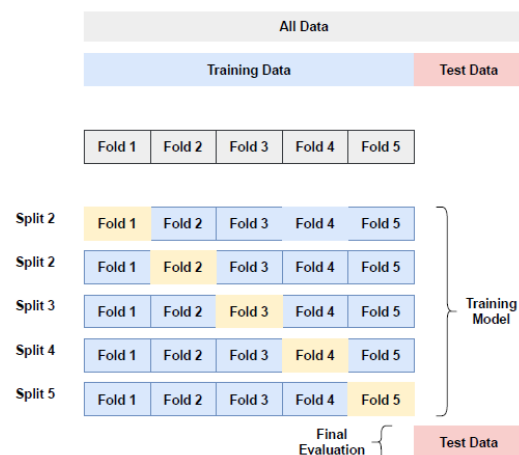 All Data
Training Data Test Data
Fold 1 Fold 2 Fold 3 Fold 4 Fold 5
Split 2 Fold 1 Fold 2 Fold 3 Fold 4 Fold 5
Split 2 Fold 1 Fold 2 Fold 3 Fold 4 Fold 5
Split 3 Fold 1 Fold 2 Fold 3 Fold 4 Fold 5
Training
Model
Split 4 Fold 1 Fold 2 Fold 3 Fold 4 Fold 5
Split 5 Fold 1 Fold 2 Fold 3 Fold 4 Fold 5
Final
Evaluation
Test Data